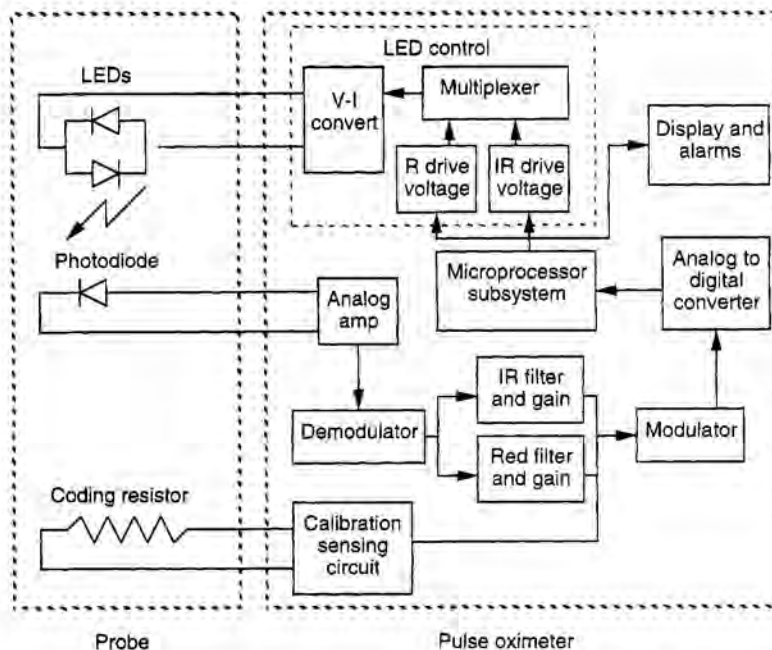 LED control
LEDs
V-I
convert
Multiplexer
R drive
voltage
IR drive
voltage
Display and
alarms
Photodiode
Analog
amp
Microprocessor
subsystem
Analog to
digital
converter
Demodulator
IR filter
and gain
Red filter
and gain
Modulator
Coding resistor
Calibration
sensing
circuit
Probe
Pulse oximeter